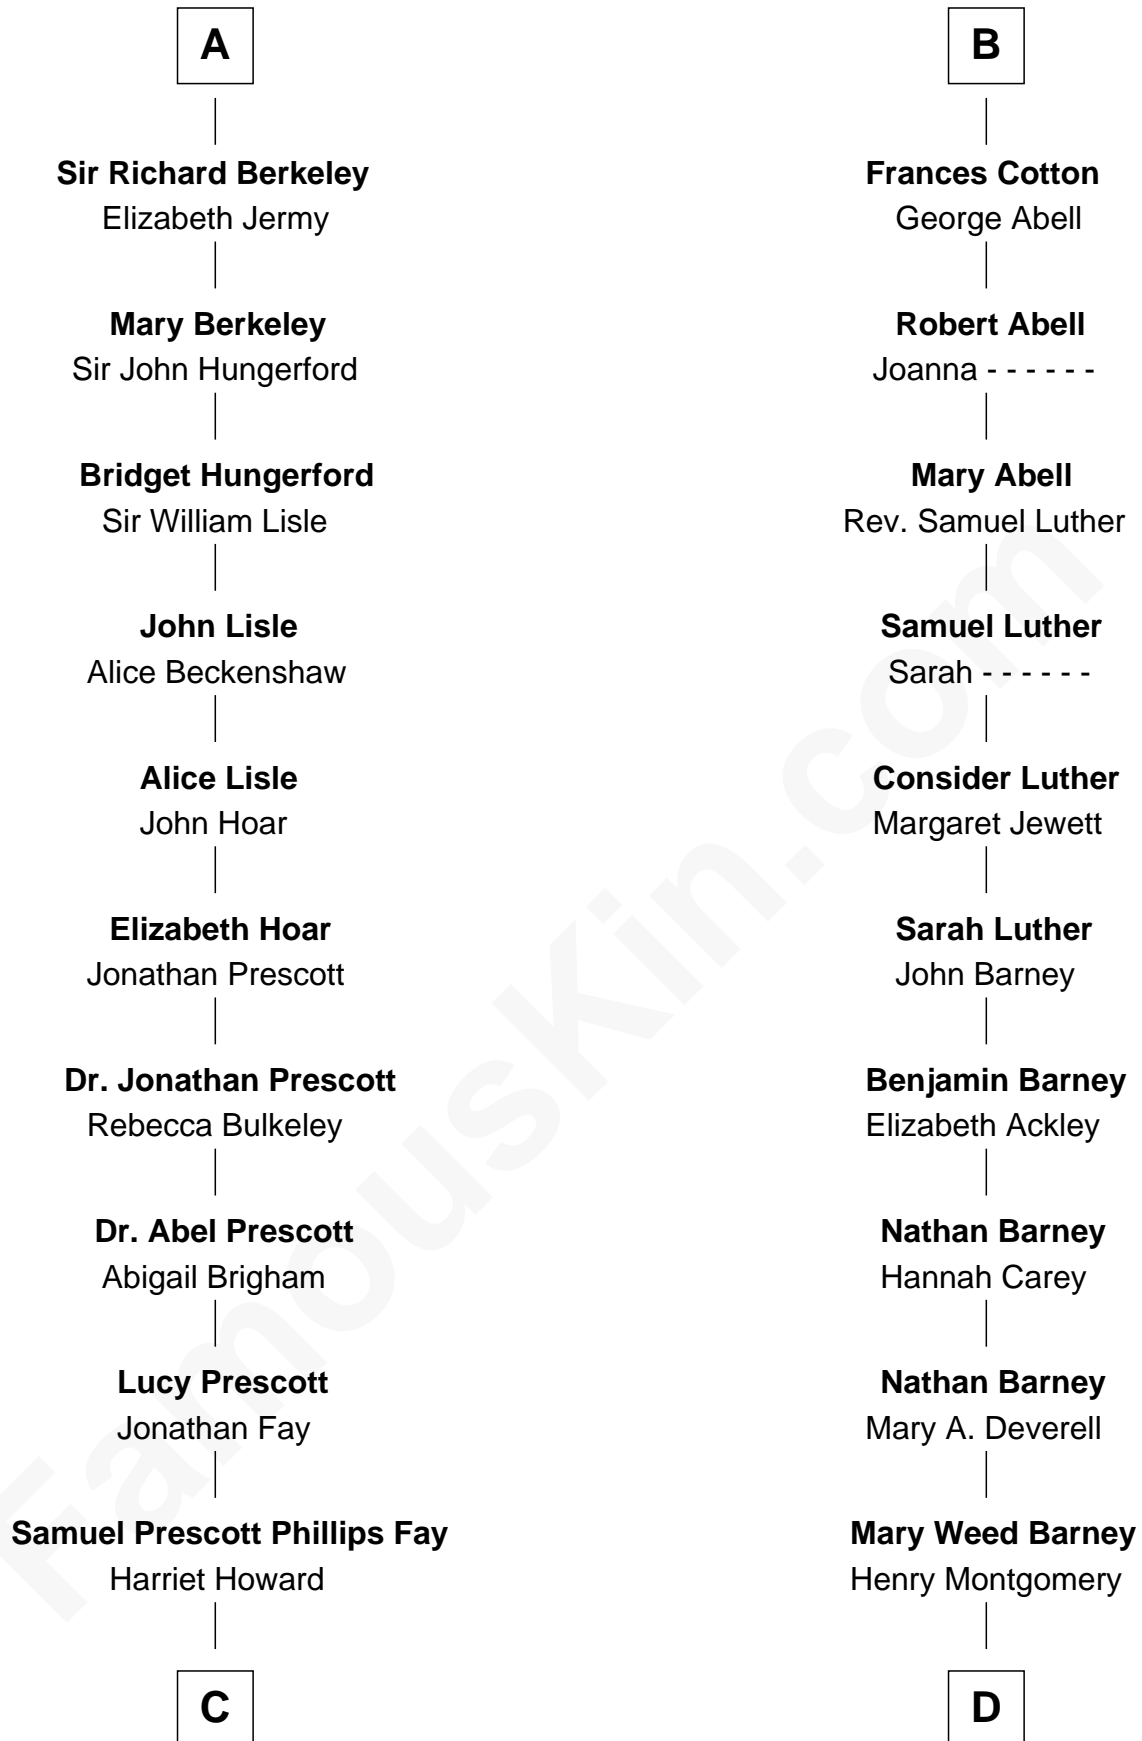 A
Sir Richard Berkeley
Elizabeth Jermy
Mary Berkeley
Sir John Hungerford
Bridget Hungerford
Sir William Lisle
John Lisle
Alice Beckenshaw
Alice Lisle
John Hoar
Elizabeth Hoar
Jonathan Prescott
Dr. Jonathan Prescott
Rebecca Bulkeley
Dr. Abel Prescott
Abigail Brigham
Lucy Prescott
Jonathan Fay
Samuel Prescott Phillips Fay
Harriet Howard
C
B
Frances Cotton
George Abell
Robert Abell
Joanna - - - - - -
Mary Abell
Rev. Samuel Luther
Samuel Luther
Sarah - - - - - -
Consider Luther
Margaret Jewett
Sarah Luther
John Barney
Benjamin Barney
Elizabeth Ackley
Nathan Barney
Hannah Carey
Nathan Barney
Mary A. Deverell
Mary Weed Barney
Henry Montgomery
D
FamousKin.com